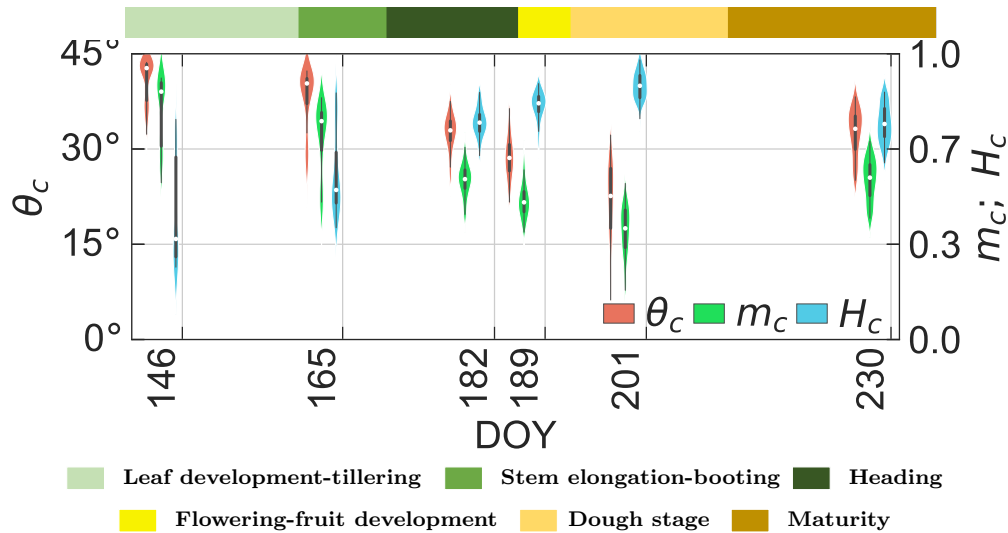 45° 1.0
30° 0.7
15° 0.3
0° 0.0
θc
mc; Hc
θc mc Hc
146 165 182 189 201 230
DOY
Leaf development-tillering Stem elongation-booting Heading
Flowering-fruit development Dough stage Maturity